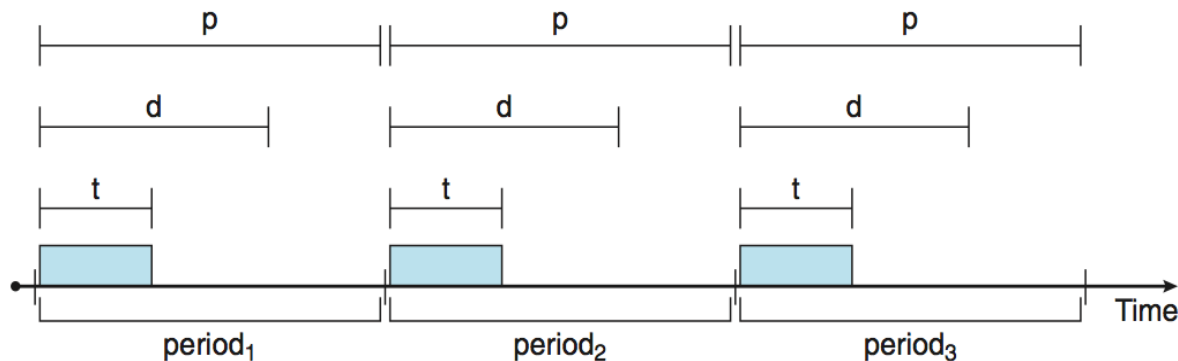 p p p
d d d
t t t
Time
period₁ period₂ period₃